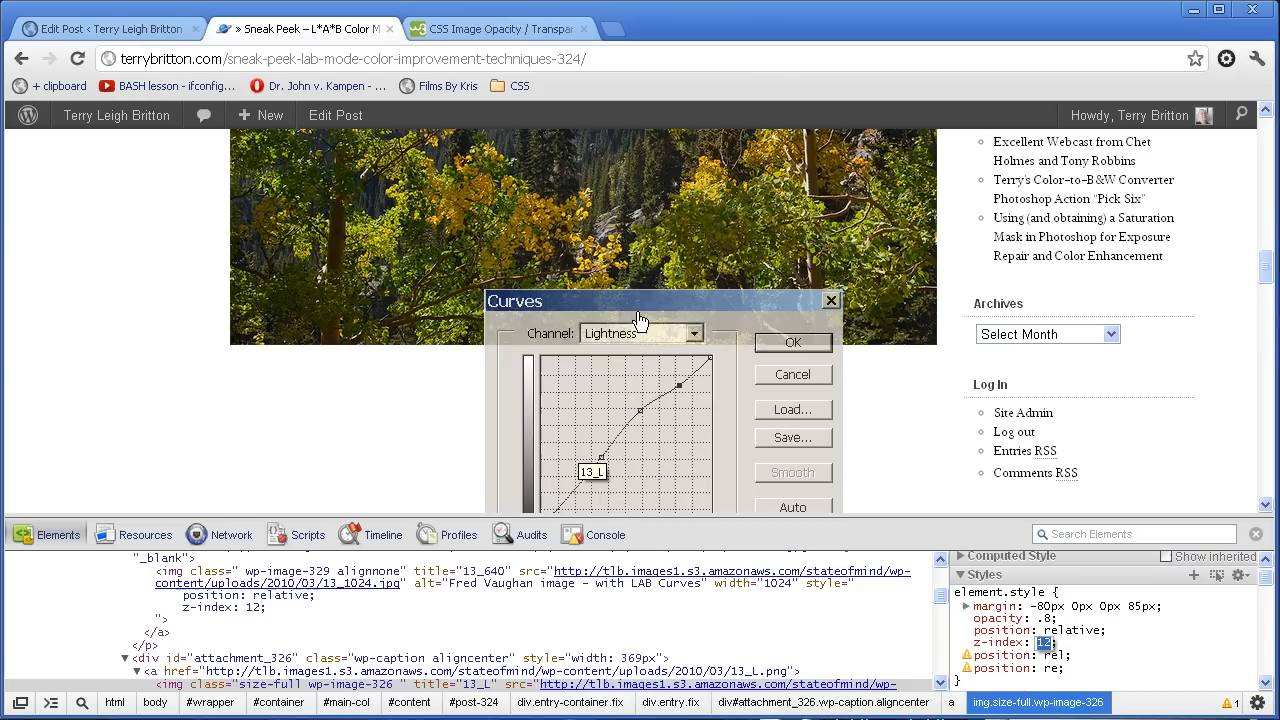 Edit Post ‹ Terry Leigh Britton
» Sneak Peek – L*A*B Color M
CSS Image Opacity / Transpar
terrybritton.com/sneak-peek-lab-mode-color-improvement-techniques-324/
+ clipboard
BASH lesson - ifconfig...
Dr. John v. Kampen - ...
Films By Kris
CSS
Terry Leigh Britton
+ New
Edit Post
Howdy, Terry Britton
Excellent Webcast from Chet
Holmes and Tony Robbins
Terry's Color-to-B&W Converter
Photoshop Action "Pick Six"
Using (and obtaining) a Saturation
Mask in Photoshop for Exposure
Repair and Color Enhancement
Archives
Select Month
Log In
Site Admin
Log out
Entries RSS
Comments RSS
Curves
Channel: Lightness
OK
Cancel
Load...
Save...
Smooth
Auto
13_L
Elements
Resources
Network
Scripts
Timeline
Profiles
Audits
Console
Search Elements
"_blank">
<img class=" wp-image-329 alignnone" title="13_640" src="http://tlb.images1.s3.amazonaws.com/stateofmind/wp-
content/uploads/2010/03/13_1024.jpg" alt="Fred Vaughan image - with LAB Curves" width="1024" style="
position: relative;
z-index: 12;
">
</a>
</p>
▼<div id="attachment_326" class="wp-caption aligncenter" style="width: 369px">
▼<a href="http://tlb.images1.s3.amazonaws.com/stateofmind/wp-content/uploads/2010/03/13_L.png">
<img class="size-full wp-image-326 " title="13_L" src="http://tlb.images1.s3.amazonaws.com/stateofmind/wp-
Computed Style
Show inherited
Styles
element.style {
margin: -80px 0px 0px 85px;
opacity: .8;
position: relative;
z-index: 12;
position: rel;
position: re;
}
html
body
#wrapper
#container
#main-col
#content
#post-324
div.entry-container.fix
div.entry.fix
div#attachment_326.wp-caption.aligncenter
a
img.size-full.wp-image-326
1